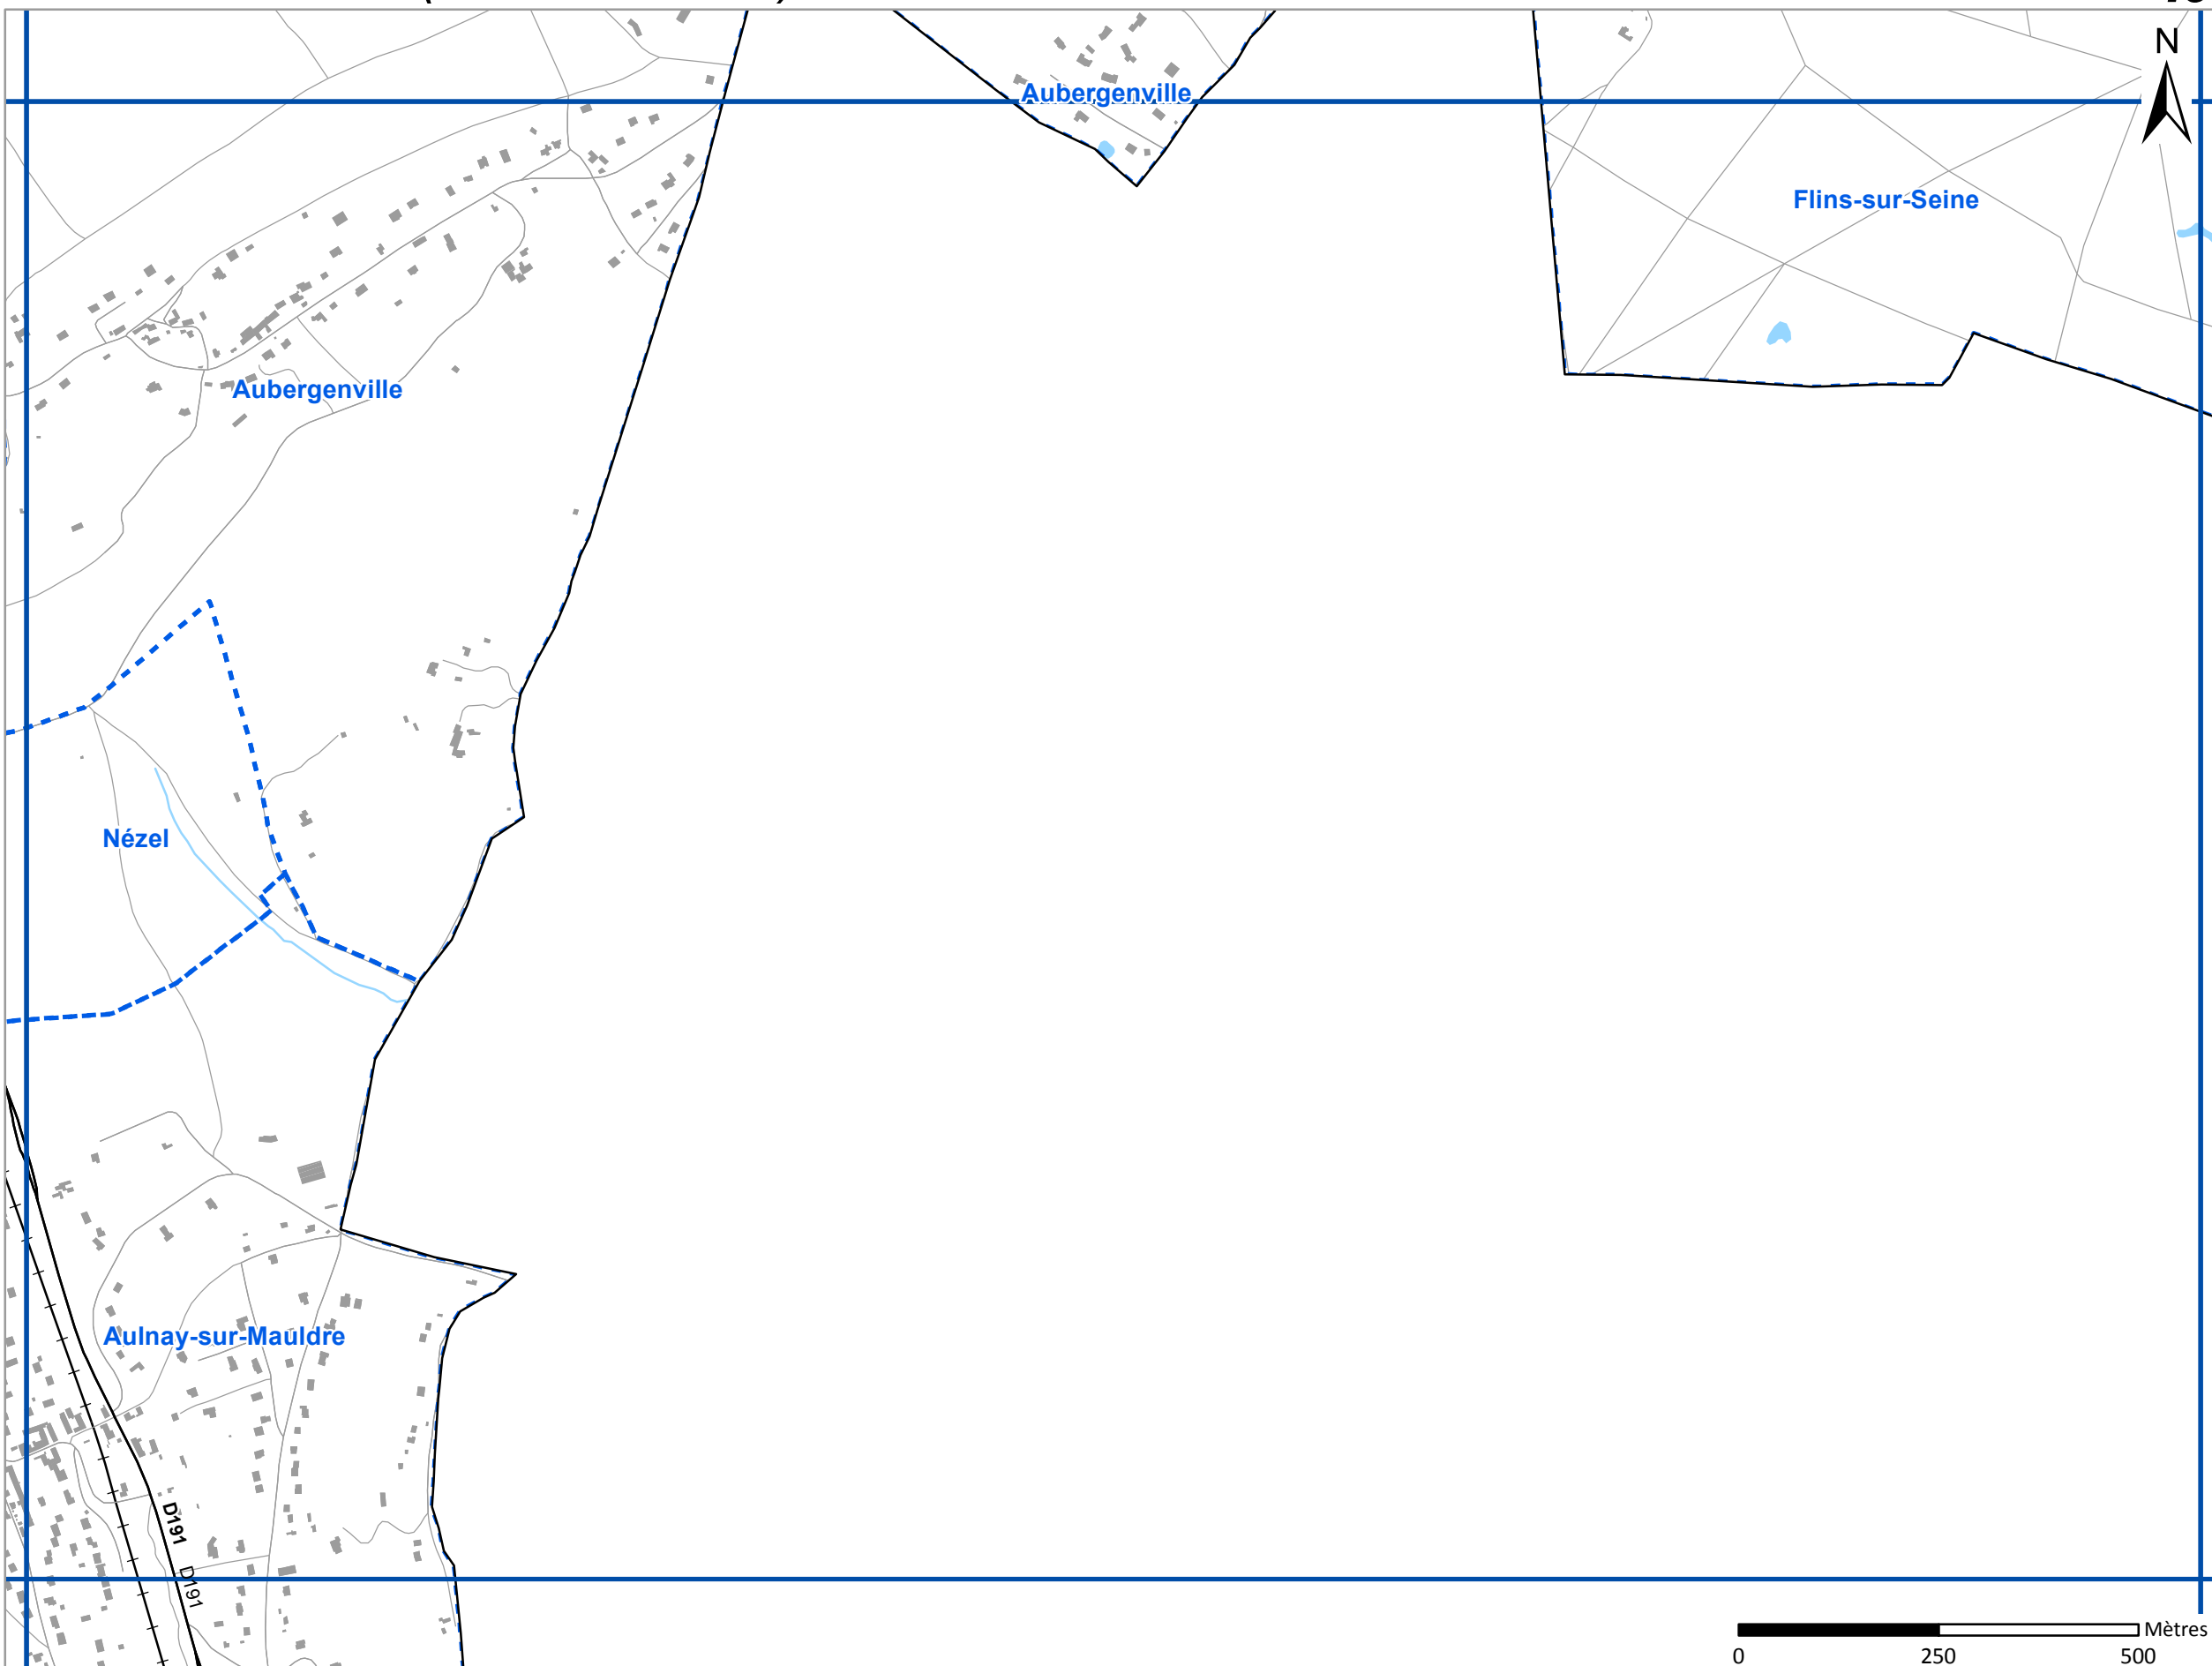 N
Aubergenville
Flins-sur-Seine
Aubergenville
Nézel
Aulnay-sur-Mauldre
D191
D191
Mètres
0 250 500